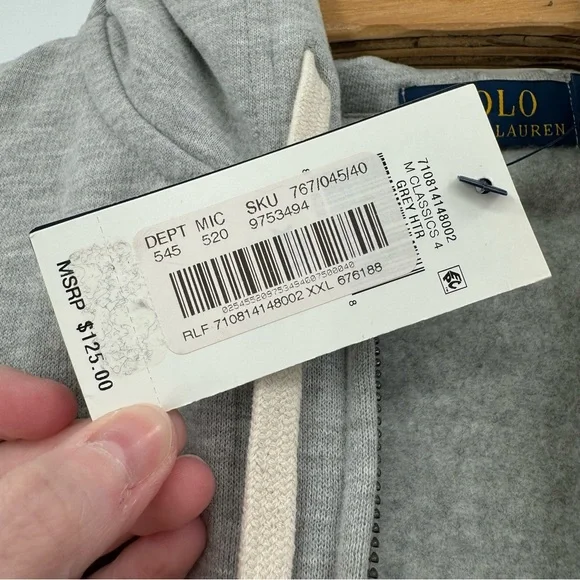 POLO
LAUREN
DEPT MIC SKU 767/045/40
545 520 9753494
RLF 710814148002 XXL 676188
710814148002
M CLASSICS 4
GREY HTR
MSRP $125.00
8